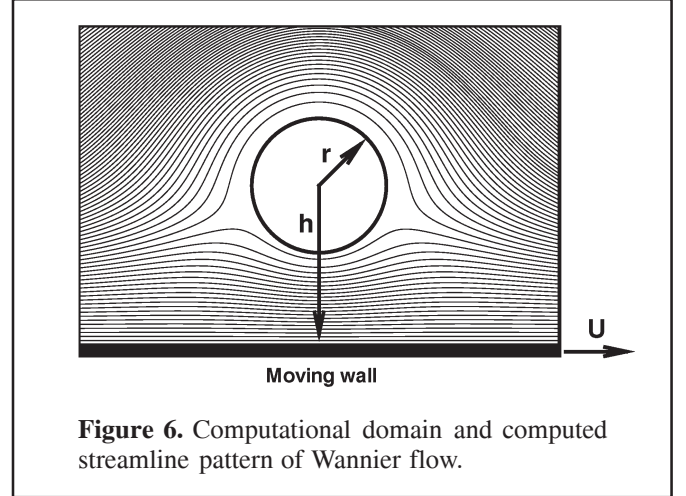 r
h
U
Moving wall
Figure 6. Computational domain and computed
streamline pattern of Wannier flow.